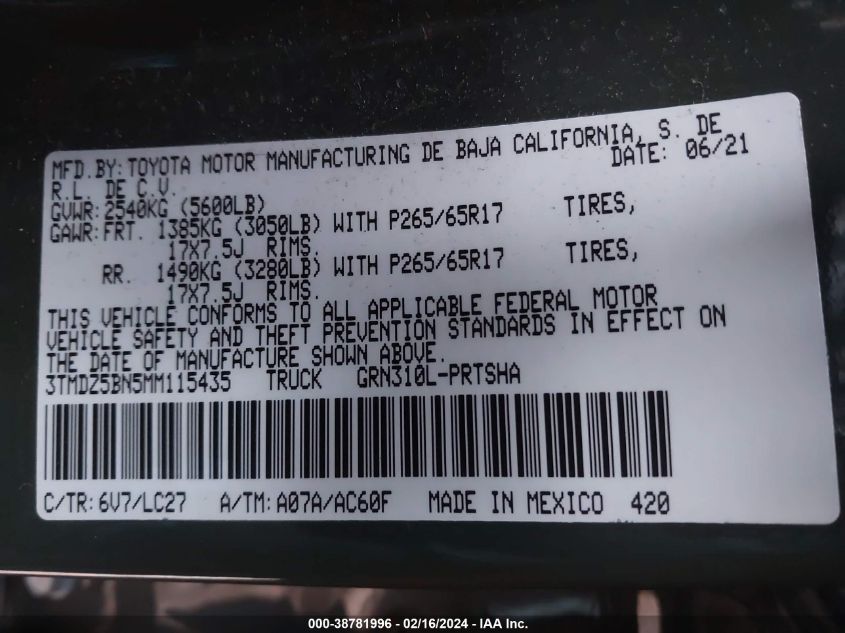 MFD.BY: TOYOTA MOTOR MANUFACTURING DE BAJA CALIFORNIA, S. DE
R.L. DE C.V. DATE: 06/21
GVWR: 2540KG (5600LB)
GAWR: FRT. 1385KG (3050LB) WITH P265/65R17 TIRES,
17X7.5J RIMS.
RR. 1490KG (3280LB) WITH P265/65R17 TIRES,
17X7.5J RIMS.
THIS VEHICLE CONFORMS TO ALL APPLICABLE FEDERAL MOTOR
VEHICLE SAFETY AND THEFT PREVENTION STANDARDS IN EFFECT ON
THE DATE OF MANUFACTURE SHOWN ABOVE.
3TMDZ5BN5MM115435 TRUCK GRN310L-PRTSHA
C/TR: 6V7/LC27 A/TM: A07A/AC60F MADE IN MEXICO 420
000-38781996 - 02/16/2024 - IAA Inc.